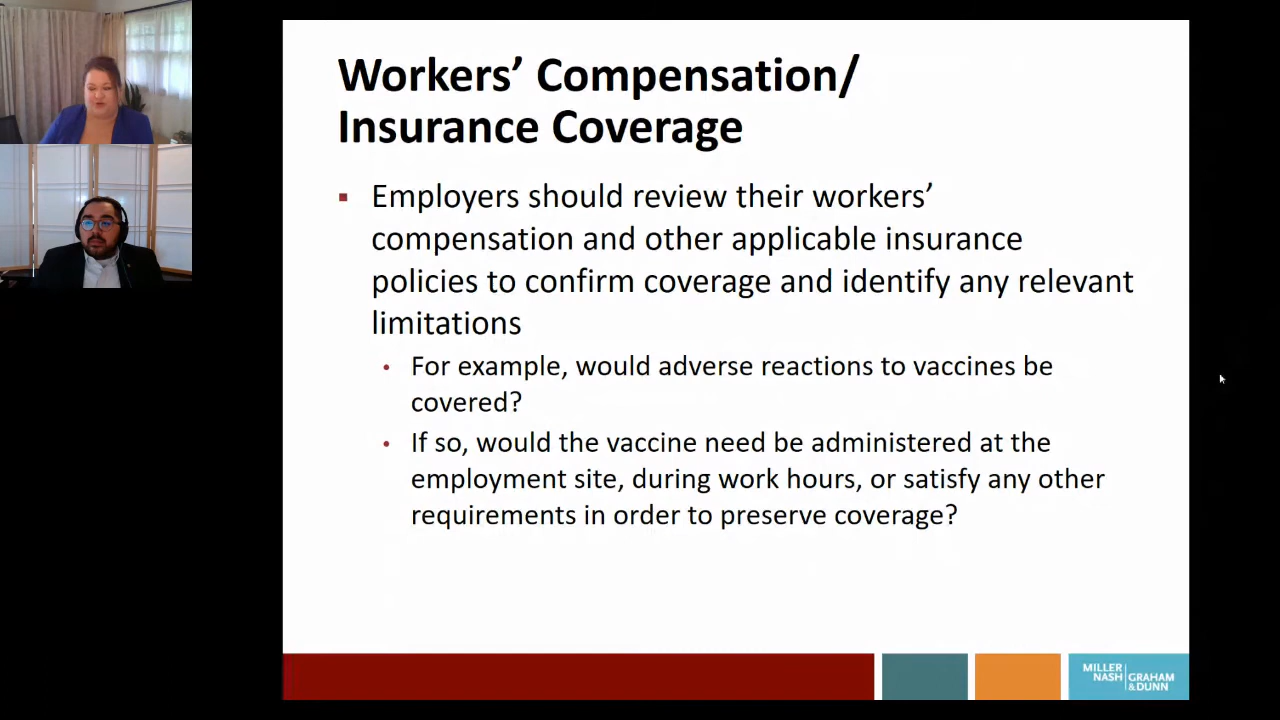 Workers’ Compensation/
Insurance Coverage
Employers should review their workers’
compensation and other applicable insurance
policies to confirm coverage and identify any relevant
limitations
For example, would adverse reactions to vaccines be
covered?
If so, would the vaccine need be administered at the
employment site, during work hours, or satisfy any other
requirements in order to preserve coverage?
MILLER
NASH
GRAHAM
&DUNN